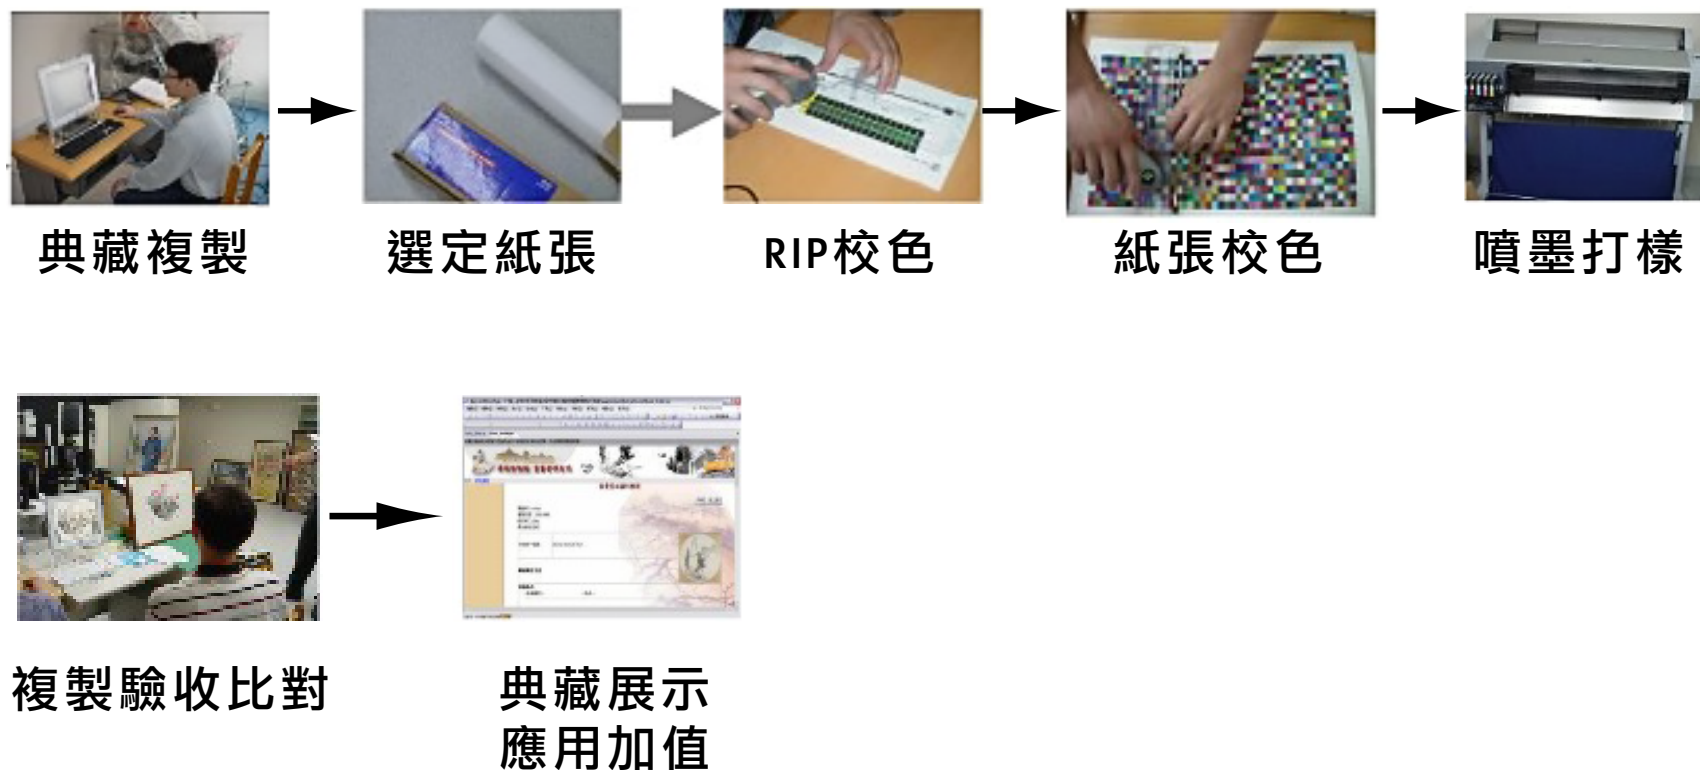 典藏複製
選定紙張
RIP校色
紙張校色
噴墨打樣
複製驗收比對
典藏展示
應用加值